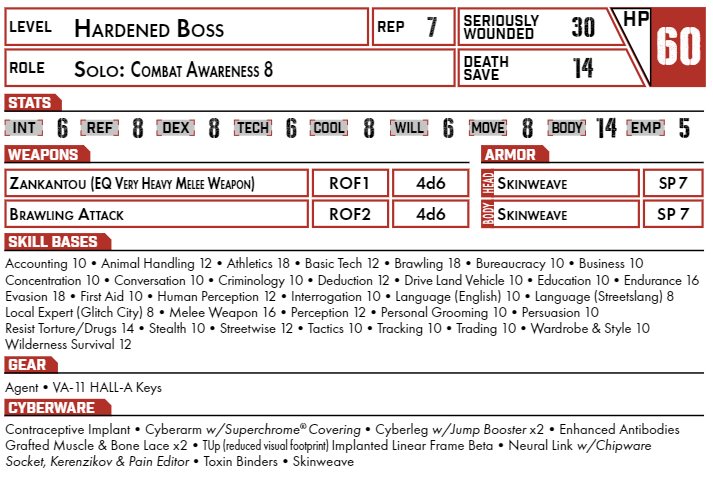 LEVEL HARDENED BOSS REP 7 SERIOUSLY WOUNDED 30 HP 60
ROLE SOLO: COMBAT AWARENESS 8 DEATH SAVE 14
STATS
INT 6 REF 8 DEX 8 TECH 6 COOL 8 WILL 6 MOVE 8 BODY 14 EMP 5
WEAPONS ARMOR
ZANKANTOU (EQ VERY HEAVY MELEE WEAPON) ROF1 4d6 HEAD SKINWEAVE SP 7
BRAWLING ATTACK ROF2 4d6 BODY SKINWEAVE SP 7
SKILL BASES
Accounting 10 • Animal Handling 12 • Athletics 18 • Basic Tech 12 • Brawling 18 • Bureaucracy 10 • Business 10
Concentration 10 • Conversation 10 • Criminology 10 • Deduction 12 • Drive Land Vehicle 10 • Education 10 • Endurance 16
Evasion 18 • First Aid 10 • Human Perception 12 • Interrogation 10 • Language (English) 10 • Language (Streetslang) 8
Local Expert (Glitch City) 8 • Melee Weapon 16 • Perception 12 • Personal Grooming 10 • Persuasion 10
Resist Torture/Drugs 14 • Stealth 10 • Streetwise 12 • Tactics 10 • Tracking 10 • Trading 10 • Wardrobe & Style 10
Wilderness Survival 12
GEAR
Agent • VA-11 HALL-A Keys
CYBERWARE
Contraceptive Implant • Cyberarm w/Superchrome® Covering • Cyberleg w/Jump Booster x2 • Enhanced Antibodies
Grafted Muscle & Bone Lace x2 • TUp (reduced visual footprint) Implanted Linear Frame Beta • Neural Link w/Chipware
Socket, Kerenzikov & Pain Editor • Toxin Binders • Skinweave